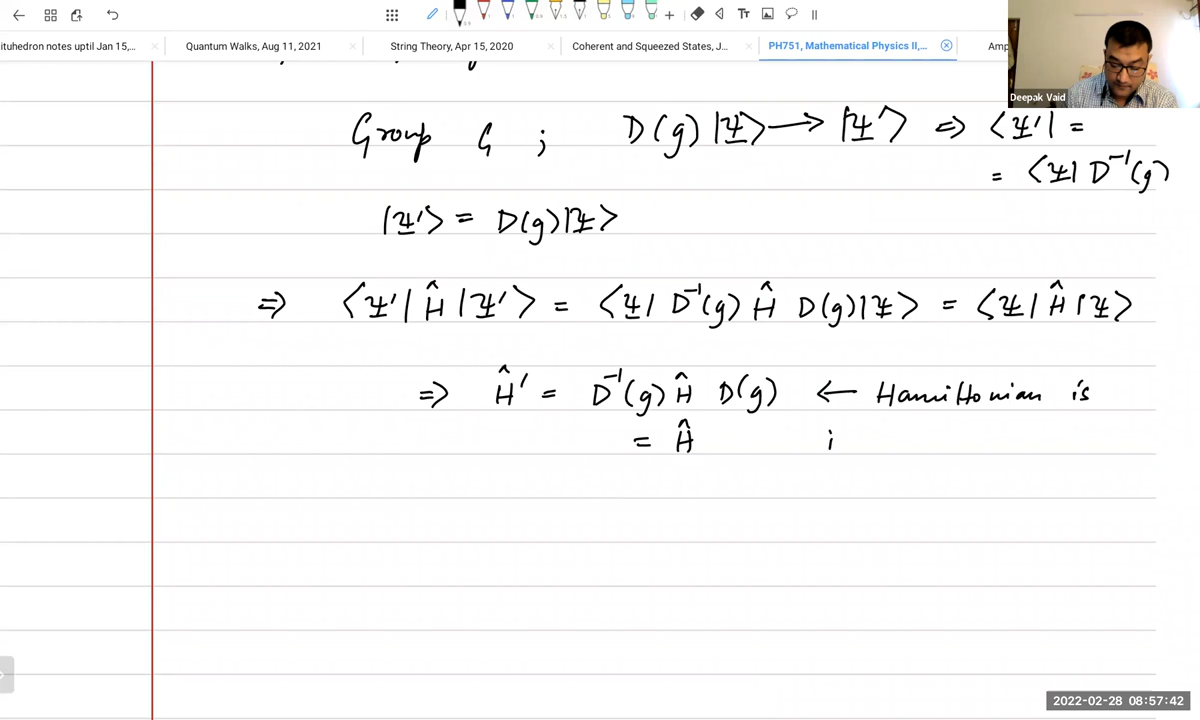 ituhedron notes uptil Jan 15,...
Quantum Walks, Aug 11, 2021
String Theory, Apr 15, 2020
Coherent and Squeezed States, J...
PH751, Mathematical Physics II,...
Amp
Deepak Vaid
Group G ; D(g)|Ψ⟩ → |Ψ'⟩ ⇒ ⟨Ψ'| =
= ⟨Ψ| D⁻¹(g)
|Ψ'⟩ = D(g)|Ψ⟩
⇒ ⟨Ψ'| Ĥ |Ψ'⟩ = ⟨Ψ| D⁻¹(g) Ĥ D(g)|Ψ⟩ = ⟨Ψ| Ĥ |Ψ⟩
⇒ Ĥ' = D⁻¹(g) Ĥ D(g) ← Hamiltonian is
= Ĥ i
2022-02-28 08:57:42